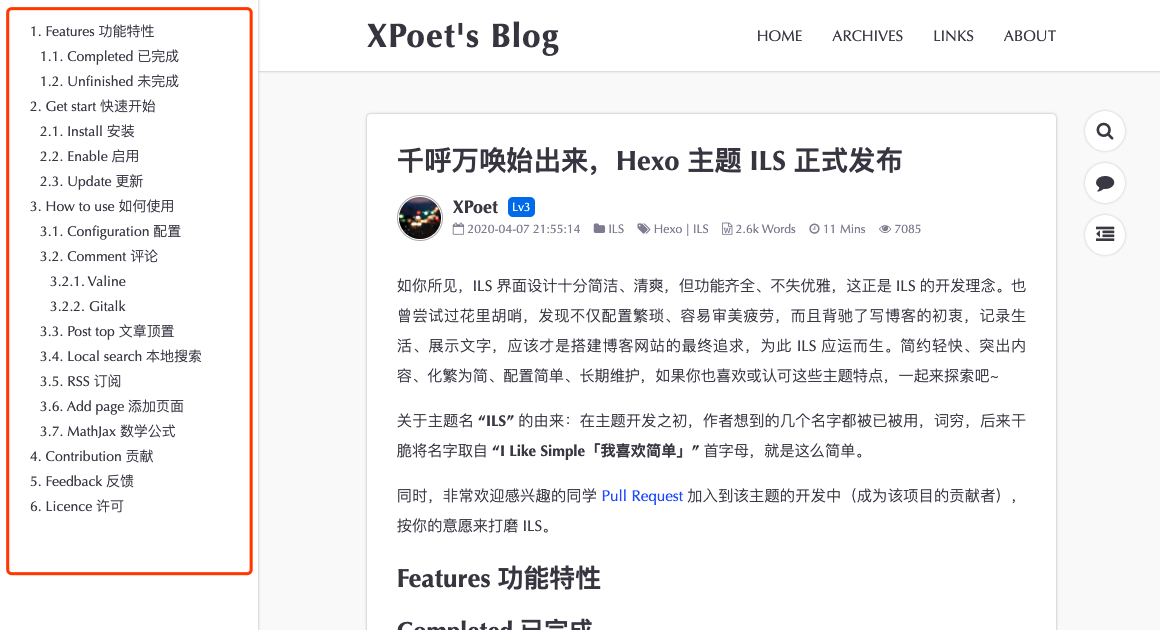 1. Features 功能特性
1.1. Completed 已完成
1.2. Unfinished 未完成
2. Get start 快速开始
2.1. Install 安装
2.2. Enable 启用
2.3. Update 更新
3. How to use 如何使用
3.1. Configuration 配置
3.2. Comment 评论
3.2.1. Valine
3.2.2. Gitalk
3.3. Post top 文章顶置
3.4. Local search 本地搜索
3.5. RSS 订阅
3.6. Add page 添加页面
3.7. MathJax 数学公式
4. Contribution 贡献
5. Feedback 反馈
6. Licence 许可
XPoet's Blog
HOME ARCHIVES LINKS ABOUT
千呼万唤始出来，Hexo 主题 ILS 正式发布
XPoet Lv3
2020-04-07 21:55:14 ILS Hexo | ILS 2.6k Words 11 Mins 7085
如你所见，ILS 界面设计十分简洁、清爽，但功能齐全、不失优雅，这正是 ILS 的开发理念。也
曾尝试过花里胡哨，发现不仅配置繁琐、容易审美疲劳，而且背驰了写博客的初衷，记录生
活、展示文字，应该才是搭建博客网站的最终追求，为此 ILS 应运而生。简约轻快、突出内
容、化繁为简、配置简单、长期维护，如果你也喜欢或认可这些主题特点，一起来探索吧~
关于主题名 “ILS” 的由来：在主题开发之初，作者想到的几个名字都被已被用，词穷，后来干
脆将名字取自 “I Like Simple「我喜欢简单」” 首字母，就是这么简单。
同时，非常欢迎感兴趣的同学 Pull Request 加入到该主题的开发中（成为该项目的贡献者），
按你的意愿来打磨 ILS。
Features 功能特性
Completed 已完成